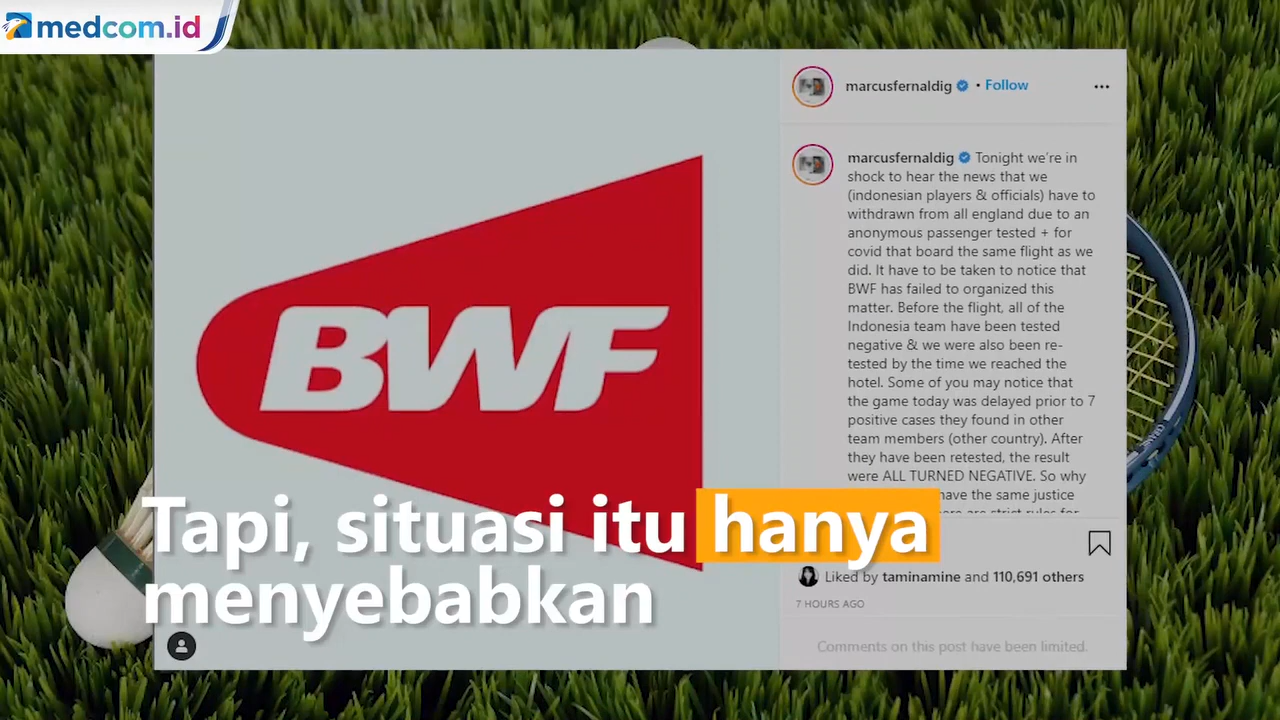 medcom.id
marcusfernaldig • Follow
marcusfernaldig Tonight we're in
shock to hear the news that we
(indonesian players & officials) have to
withdrawn from all england due to an
anonymous passenger tested + for
covid that board the same flight as we
did. It have to be taken to notice that
BWF has failed to organized this
matter. Before the flight, all of the
Indonesia team have been tested
negative & we were also been re-
tested by the time we reached the
hotel. Some of you may notice that
the game today was delayed prior to 7
positive cases they found in other
team members (other country). After
they have been retested, the result
were ALL TURNED NEGATIVE. So why
have the same justice
BWF
Tapi, situasi itu hanya
menyebabkan
Liked by taminamine and 110,691 others
7 HOURS AGO
Comments on this post have been limited.